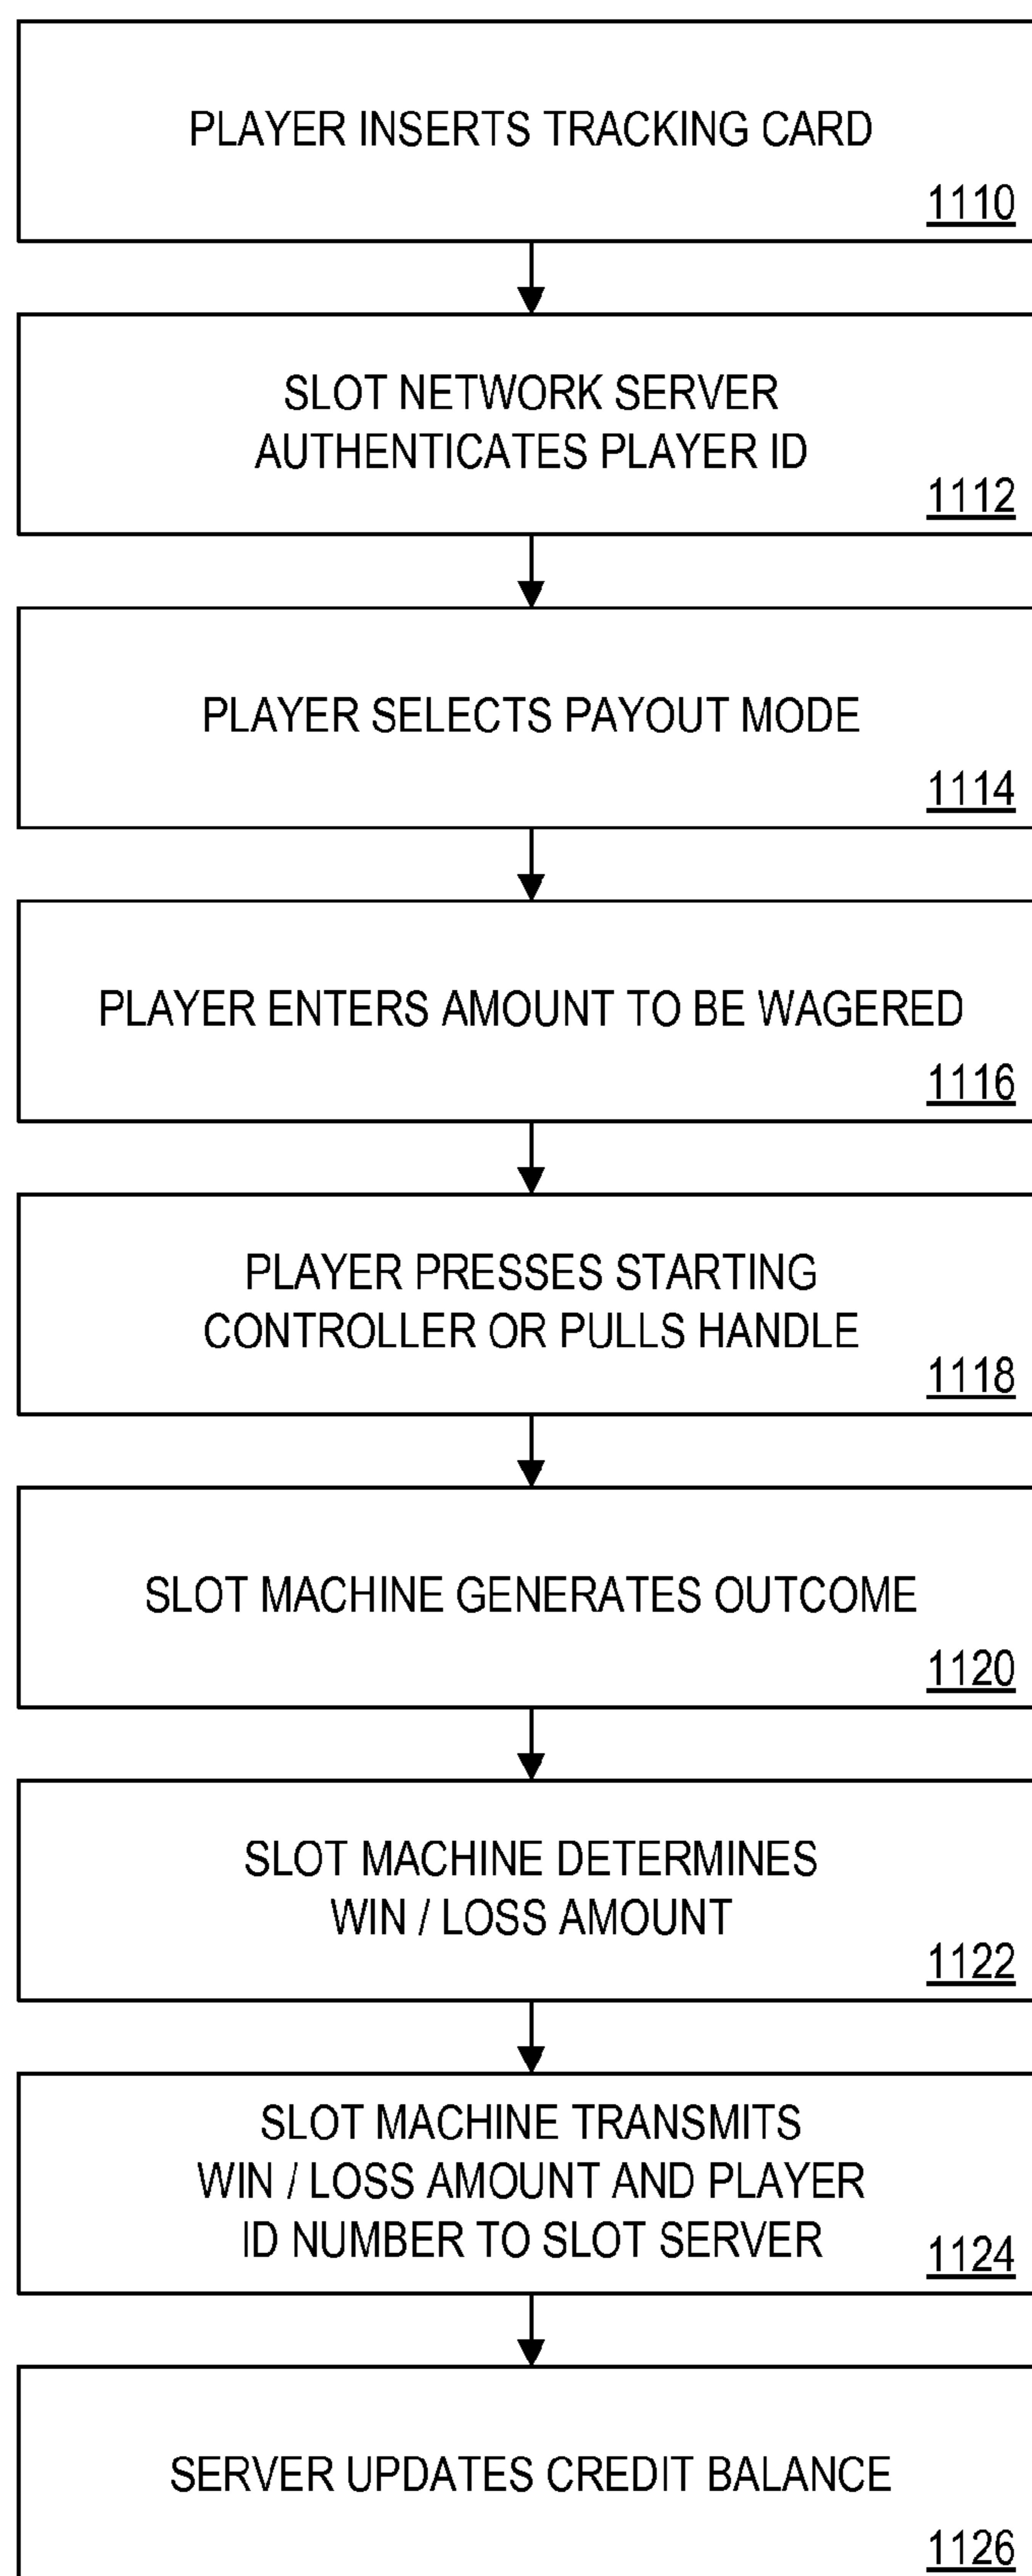 PLAYER INSERTS TRACKING CARD
1110
SLOT NETWORK SERVER
AUTHENTICATES PLAYER ID
1112
PLAYER SELECTS PAYOUT MODE
1114
PLAYER ENTERS AMOUNT TO BE WAGERED
1116
PLAYER PRESSES STARTING
CONTROLLER OR PULLS HANDLE
1118
SLOT MACHINE GENERATES OUTCOME
1120
SLOT MACHINE DETERMINES
WIN / LOSS AMOUNT
1122
SLOT MACHINE TRANSMITS
WIN / LOSS AMOUNT AND PLAYER
ID NUMBER TO SLOT SERVER
1124
SERVER UPDATES CREDIT BALANCE
1126